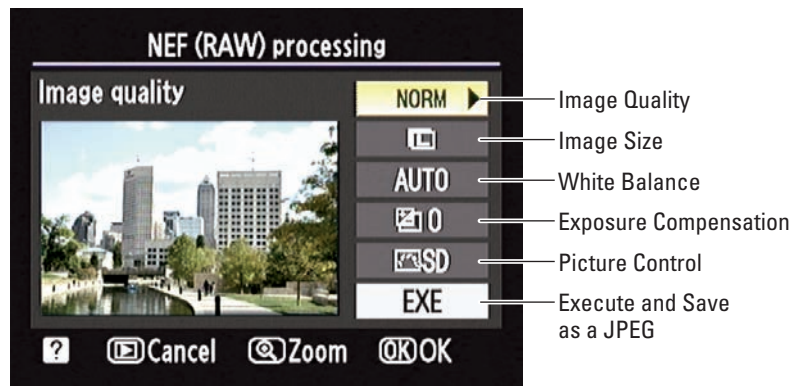 NEF (RAW) processing
Image quality
NORM
Image Quality
L
Image Size
AUTO
White Balance
0
Exposure Compensation
SD
Picture Control
EXE
Execute and Save
as a JPEG
? Cancel Zoom OK OK